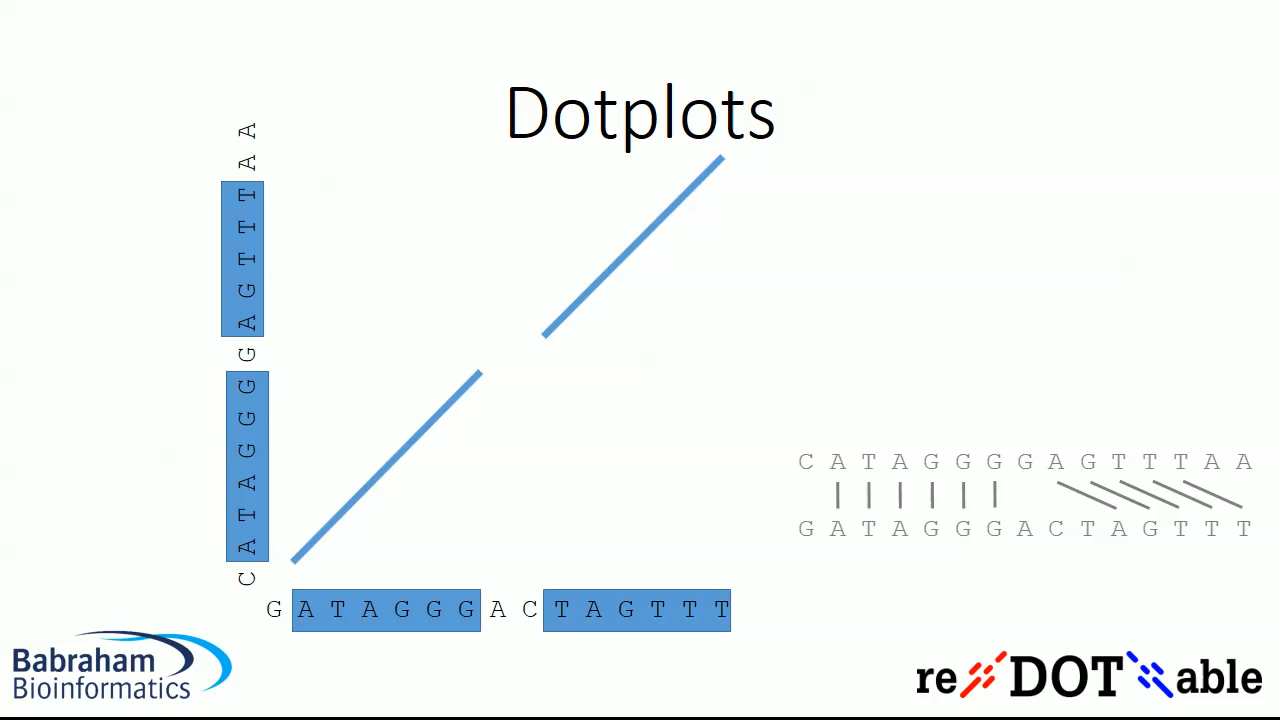 Dotplots
C A T A G G G G A G T T T A A
C A T A G G G G A G T T T A A
G A T A G G G A C T A G T T T
G A T A G G G A C T A G T T T
Babraham
Bioinformatics
re DOT able